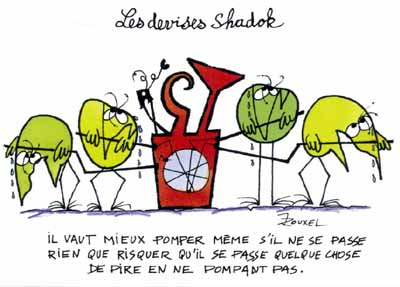 Les devises Shadok
ROUXEL
IL VAUT MIEUX POMPER MÊME S'IL NE SE PASSE
RIEN QUE RISQUER QU'IL SE PASSE QUELQUE CHOSE
DE PIRE EN NE POMPANT PAS.